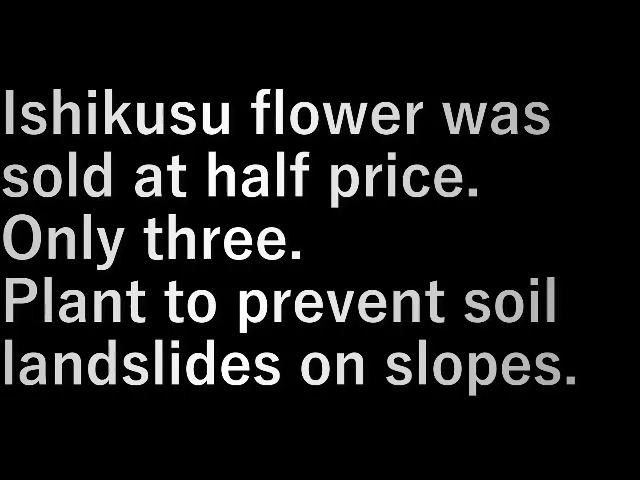 Ishikusu flower was
sold at half price.
Only three.
Plant to prevent soil
landslides on slopes.